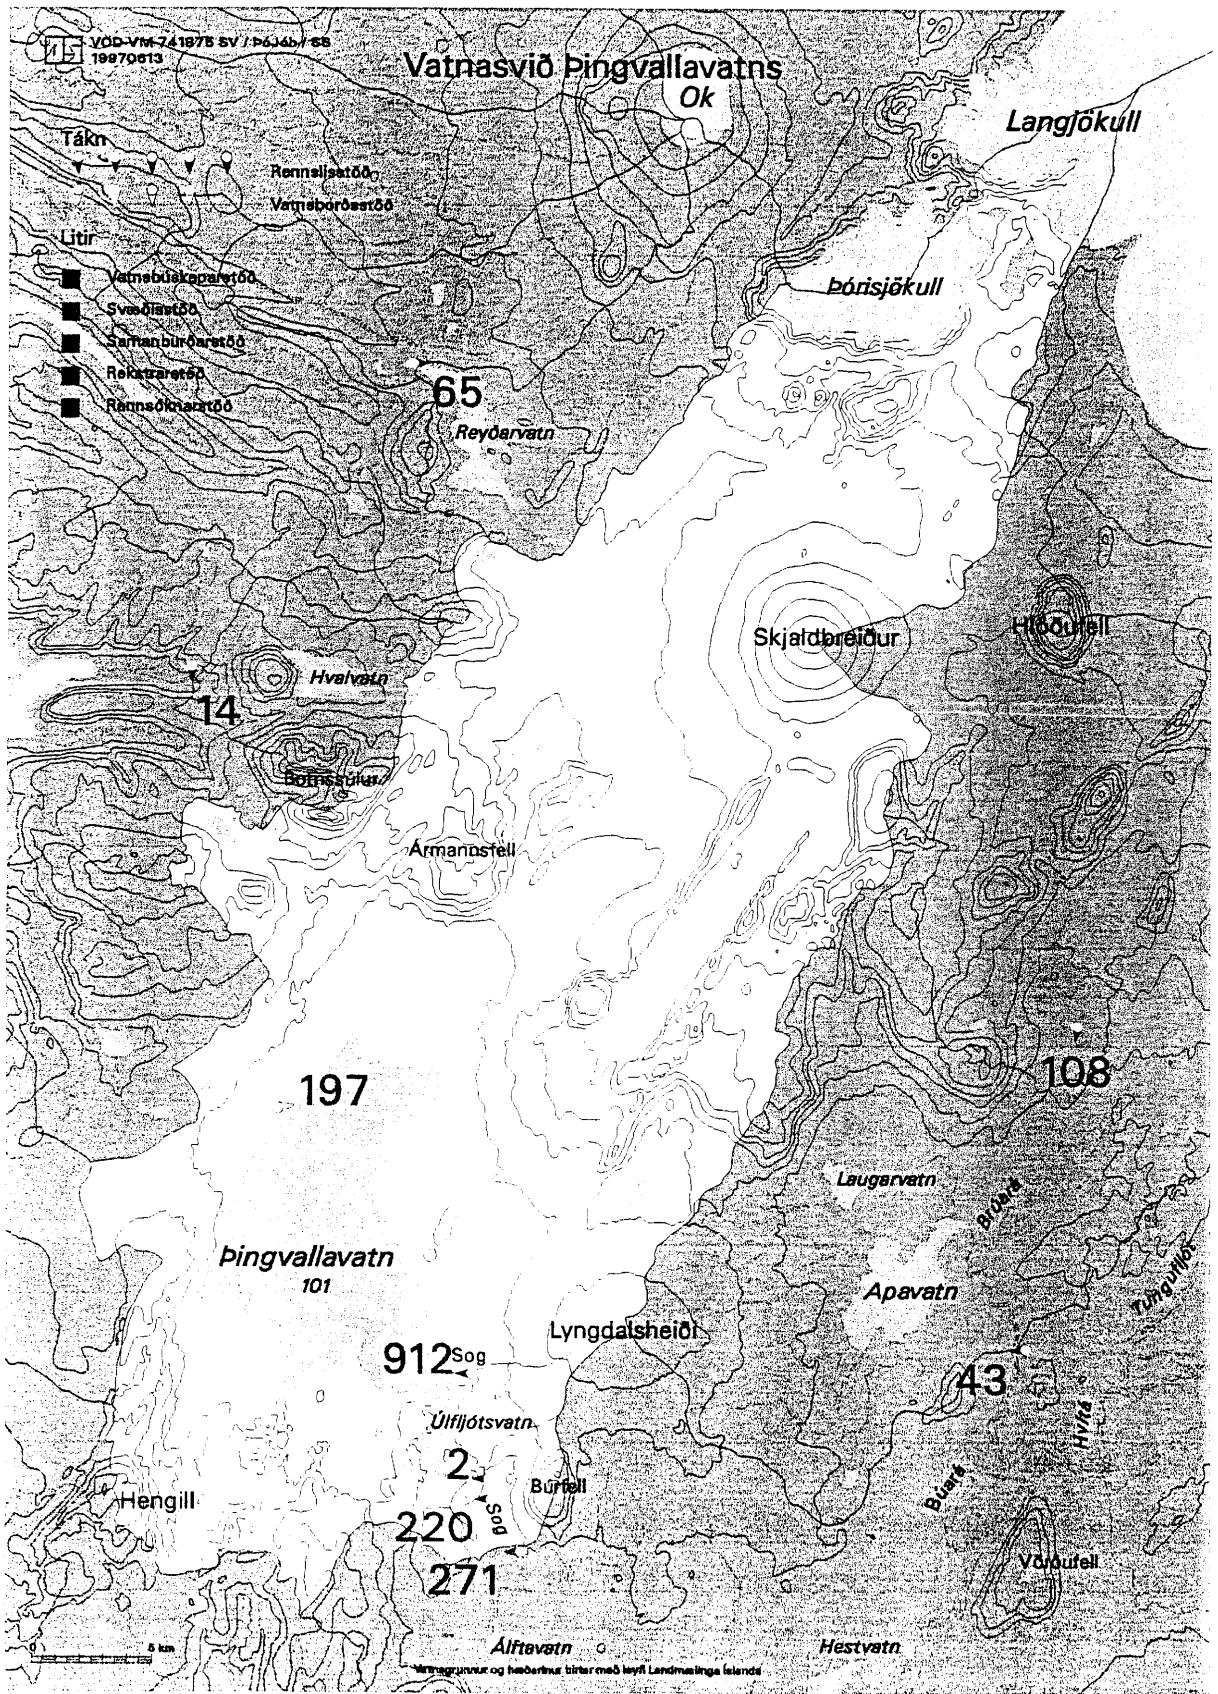 VOD-VM-741975 SV / ÞóJób / SS
19970613
Vatnasvið Þingvallavatns
Ok
Langjökull
Tákn
Rennslisstöð
Vatnsborðsstöð
Litir
Vatnsbúskaparstöð
Svæðisstöð
Samanburðarstöð
Rekstrarstöð
Rannsóknarstöð
Þórisjökull
65
Reyðarvatn
Skjaldbreiður
Hlöðufell
Hvalvatn
14
Botnssúlur
Ármannsfell
197
108
Laugarvatn
Brúará
Þingvallavatn
101
Apavatn
Tungufljót
Lyngdalsheiði
912
Sog
43
Úlfljótsvatn
Hvítá
2
Búrfell
Búará
Hengill
Sog
220
271
Vörðufell
0 5 km
Álftavatn
Hestvatn
Vatnagrunnur og hæðarlínur birtar með leyfi Landmælinga Íslands